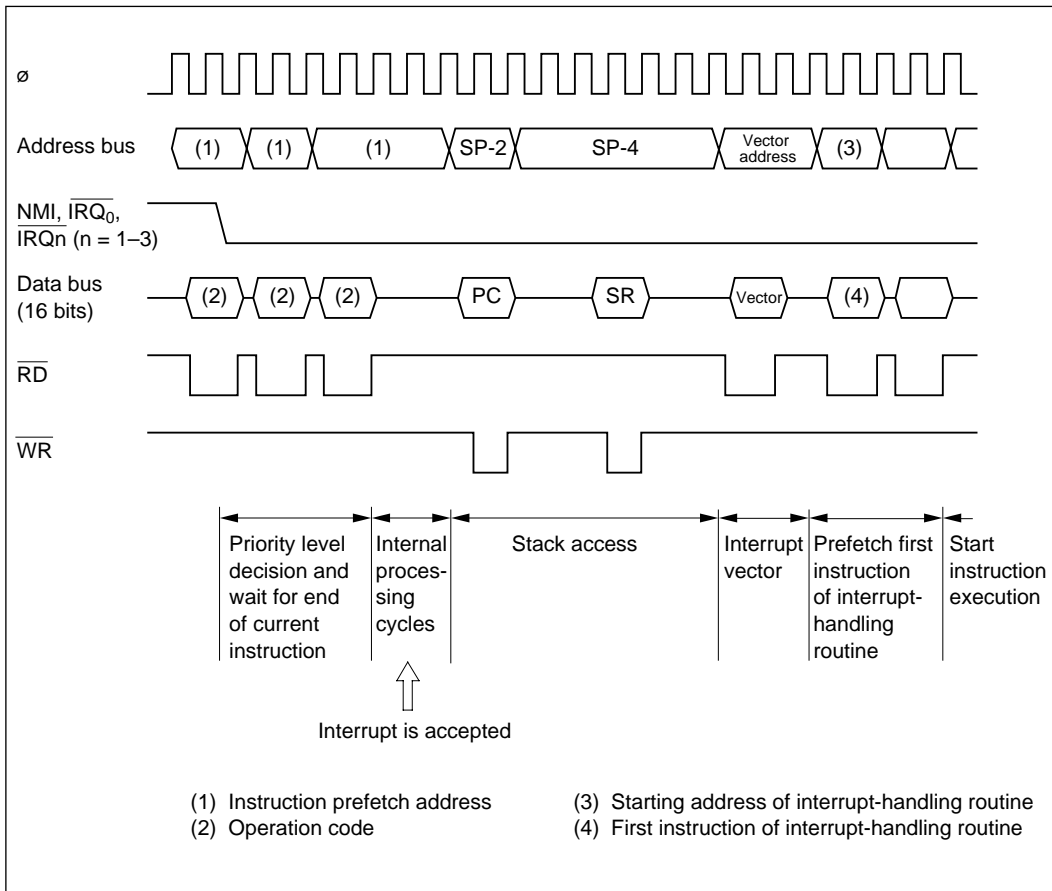 ø
Address bus
(1) (1) (1) SP-2 SP-4 Vector address (3)
NMI, IRQ0,
IRQn (n = 1–3)
Data bus
(16 bits)
(2) (2) (2) PC SR Vector (4)
RD
WR
Priority level
decision and
wait for end
of current
instruction
Internal
proces-
sing
cycles
Stack access
Interrupt
vector
Prefetch first
instruction
of interrupt-
handling
routine
Start
instruction
execution
Interrupt is accepted
(1) Instruction prefetch address
(2) Operation code
(3) Starting address of interrupt-handling routine
(4) First instruction of interrupt-handling routine